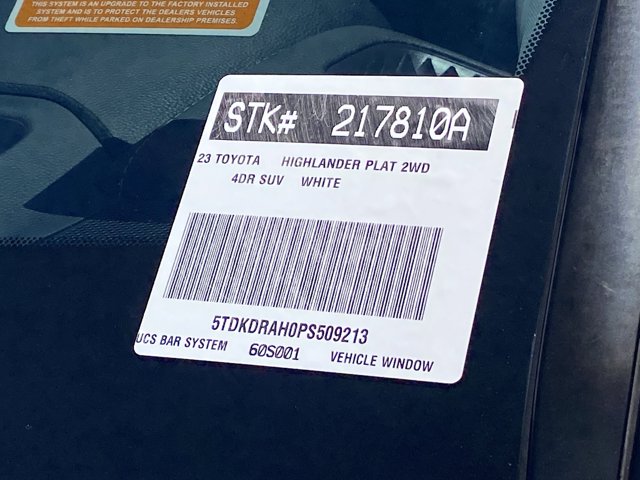 THIS SYSTEM IS AN UPGRADE TO THE FACTORY INSTALLED
SYSTEM AND IS TO PROTECT THE DEALERS VEHICLES
FROM THEFT WHILE PARKED ON DEALERSHIP PREMISES.
STK# 217810A
23 TOYOTA HIGHLANDER PLAT 2WD
4DR SUV WHITE
5TDKDRAH0PS509213
UCS BAR SYSTEM 60S001 VEHICLE WINDOW